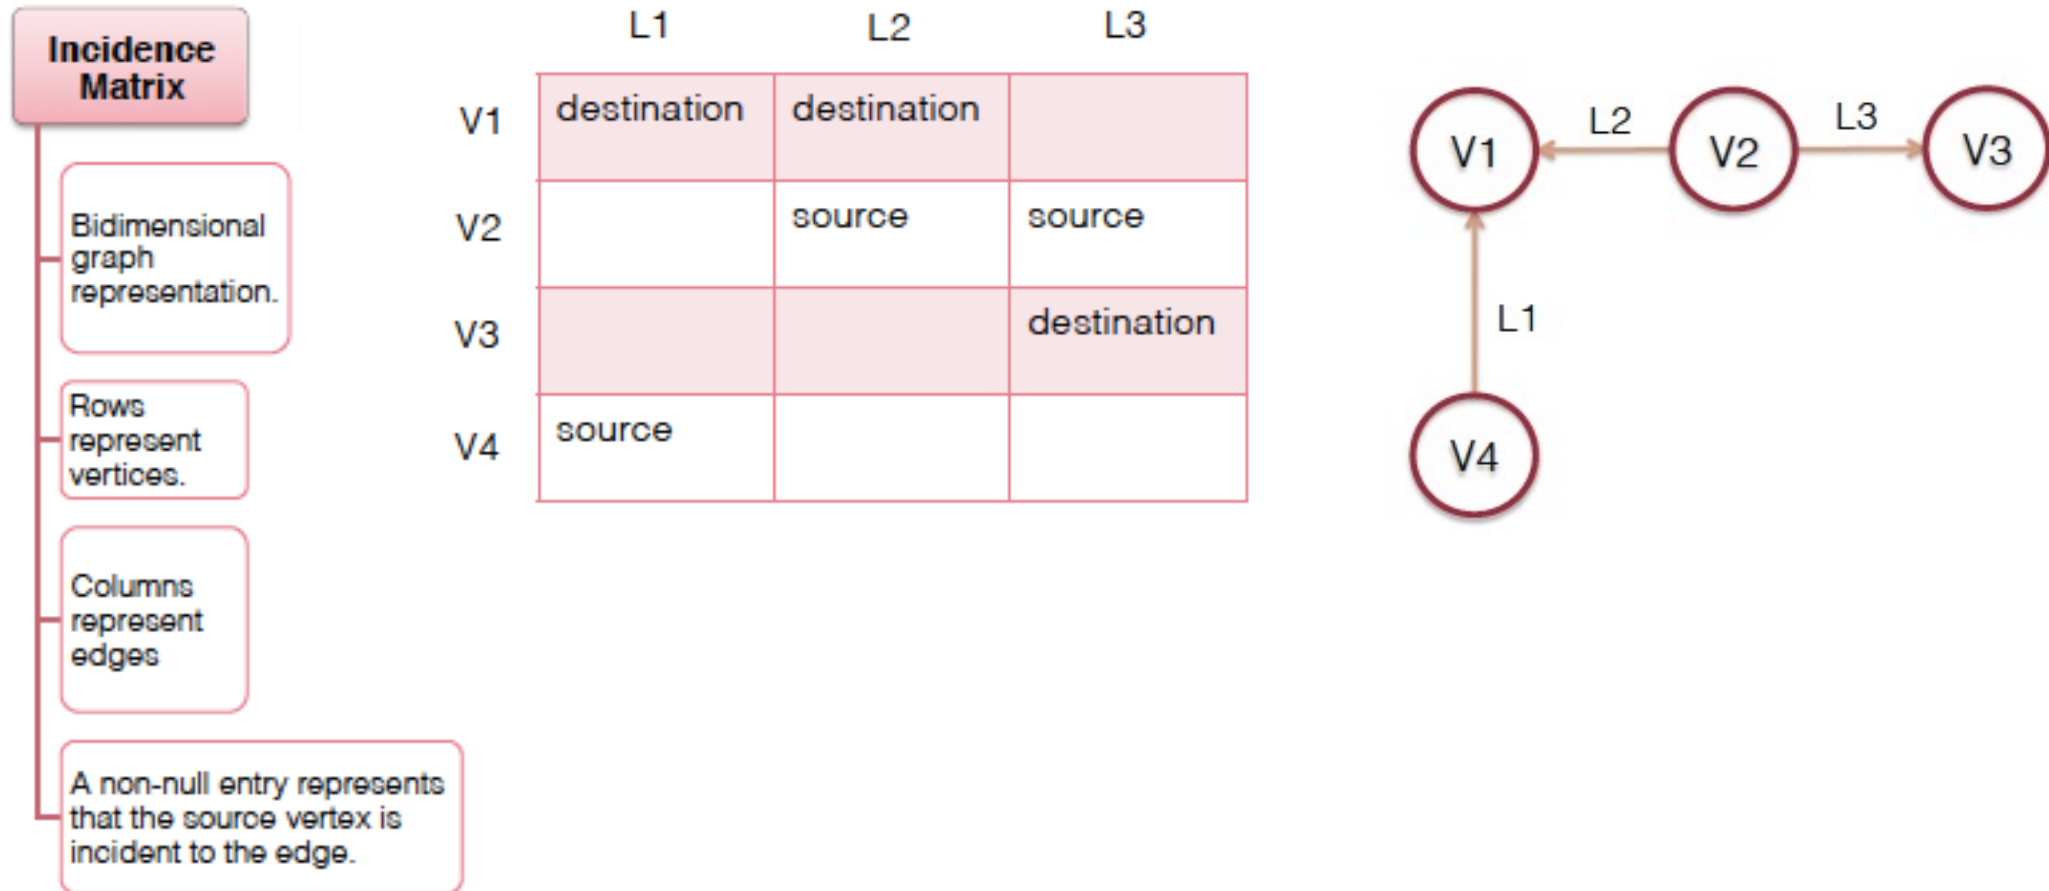 Incidence
Matrix
Bidimensional
graph
representation.
Rows
represent
vertices.
Columns
represent
edges
A non-null entry represents
that the source vertex is
incident to the edge.
L1 L2 L3
V1 destination destination
V2 source source
V3 destination
V4 source
V1 L2 V2 L3 V3
L1
V4